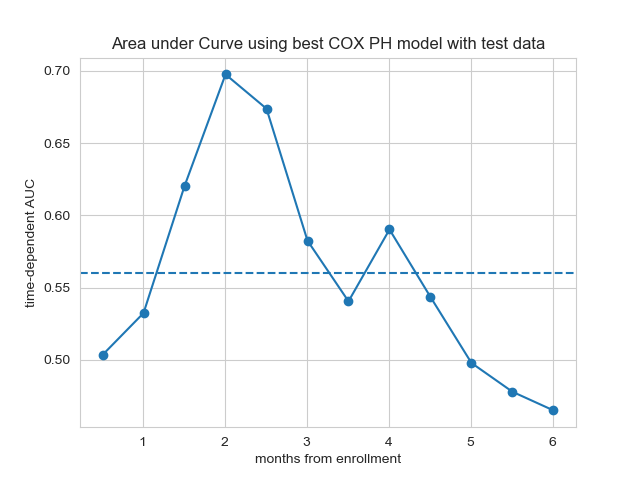 Area under Curve using best COX PH model with test data
time-dependent AUC
0.70
0.65
0.60
0.55
0.50
1 2 3 4 5 6
months from enrollment